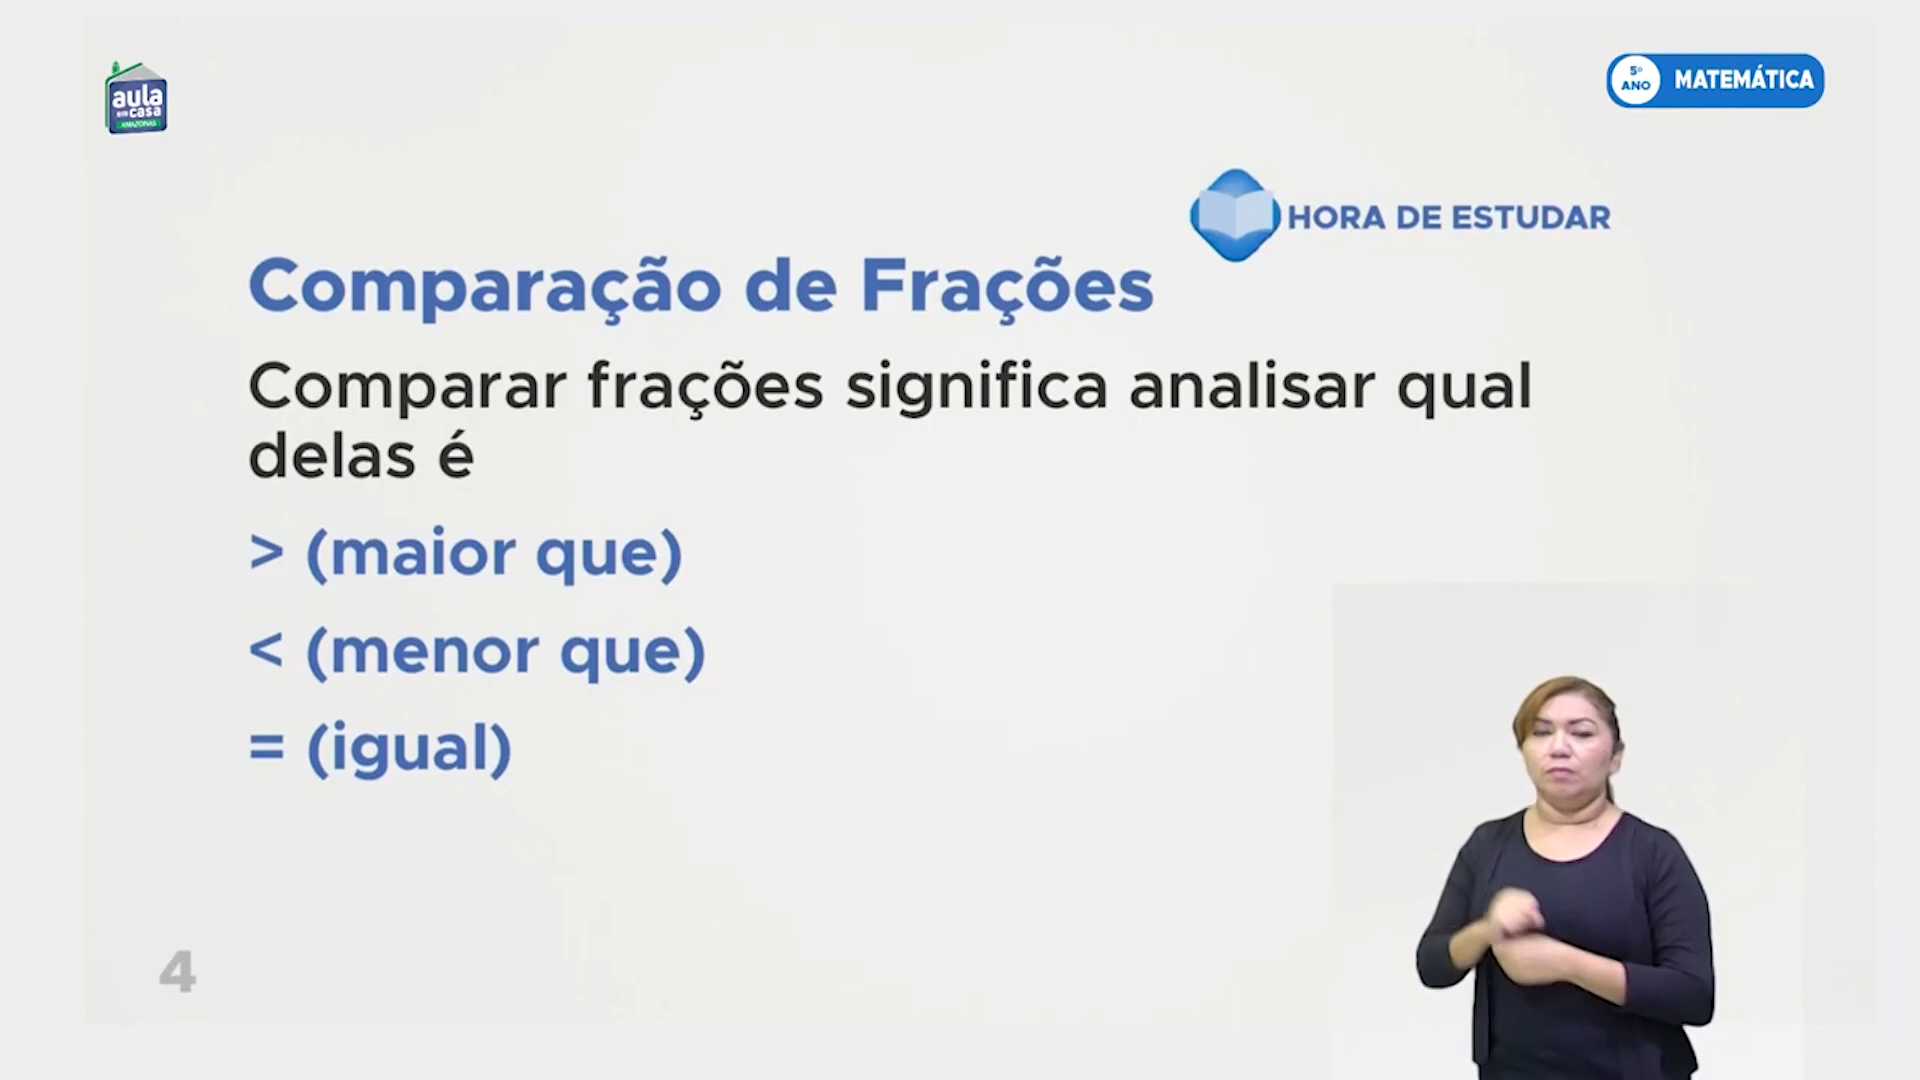 aula
em casa
AMAZONAS
5º
ANO
MATEMÁTICA
HORA DE ESTUDAR
Comparação de Frações
Comparar frações significa analisar qual
delas é
> (maior que)
< (menor que)
= (igual)
4